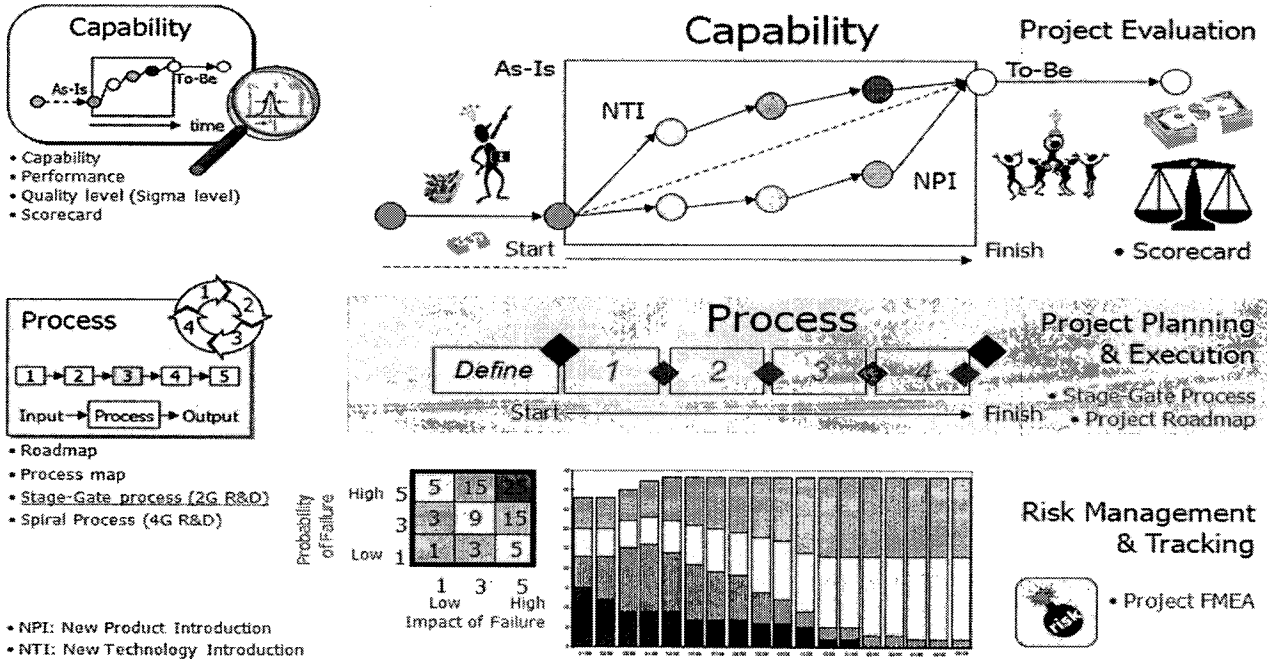 Capability
As-Is
To-Be
time
• Capability
• Performance
• Quality level (Sigma level)
• Scorecard
Capability
Project Evaluation
As-Is
To-Be
NTI
NPI
Start
Finish
• Scorecard
Process
1
2
3
4
1 2 3 4 5
Input Process Output
• Roadmap
• Process map
• Stage-Gate process (2G R&D)
• Spiral Process (4G R&D)
Process
Project Planning
& Execution
Define 1 2 3 4
Start
Finish
• Stage-Gate Process
• Project Roadmap
Probability
of Failure
High 5 5 15 25
3 3 9 15
Low 1 1 3 5
1 3 5
Low High
Impact of Failure
Risk Management
& Tracking
risk
• Project FMEA
• NPI: New Product Introduction
• NTI: New Technology Introduction